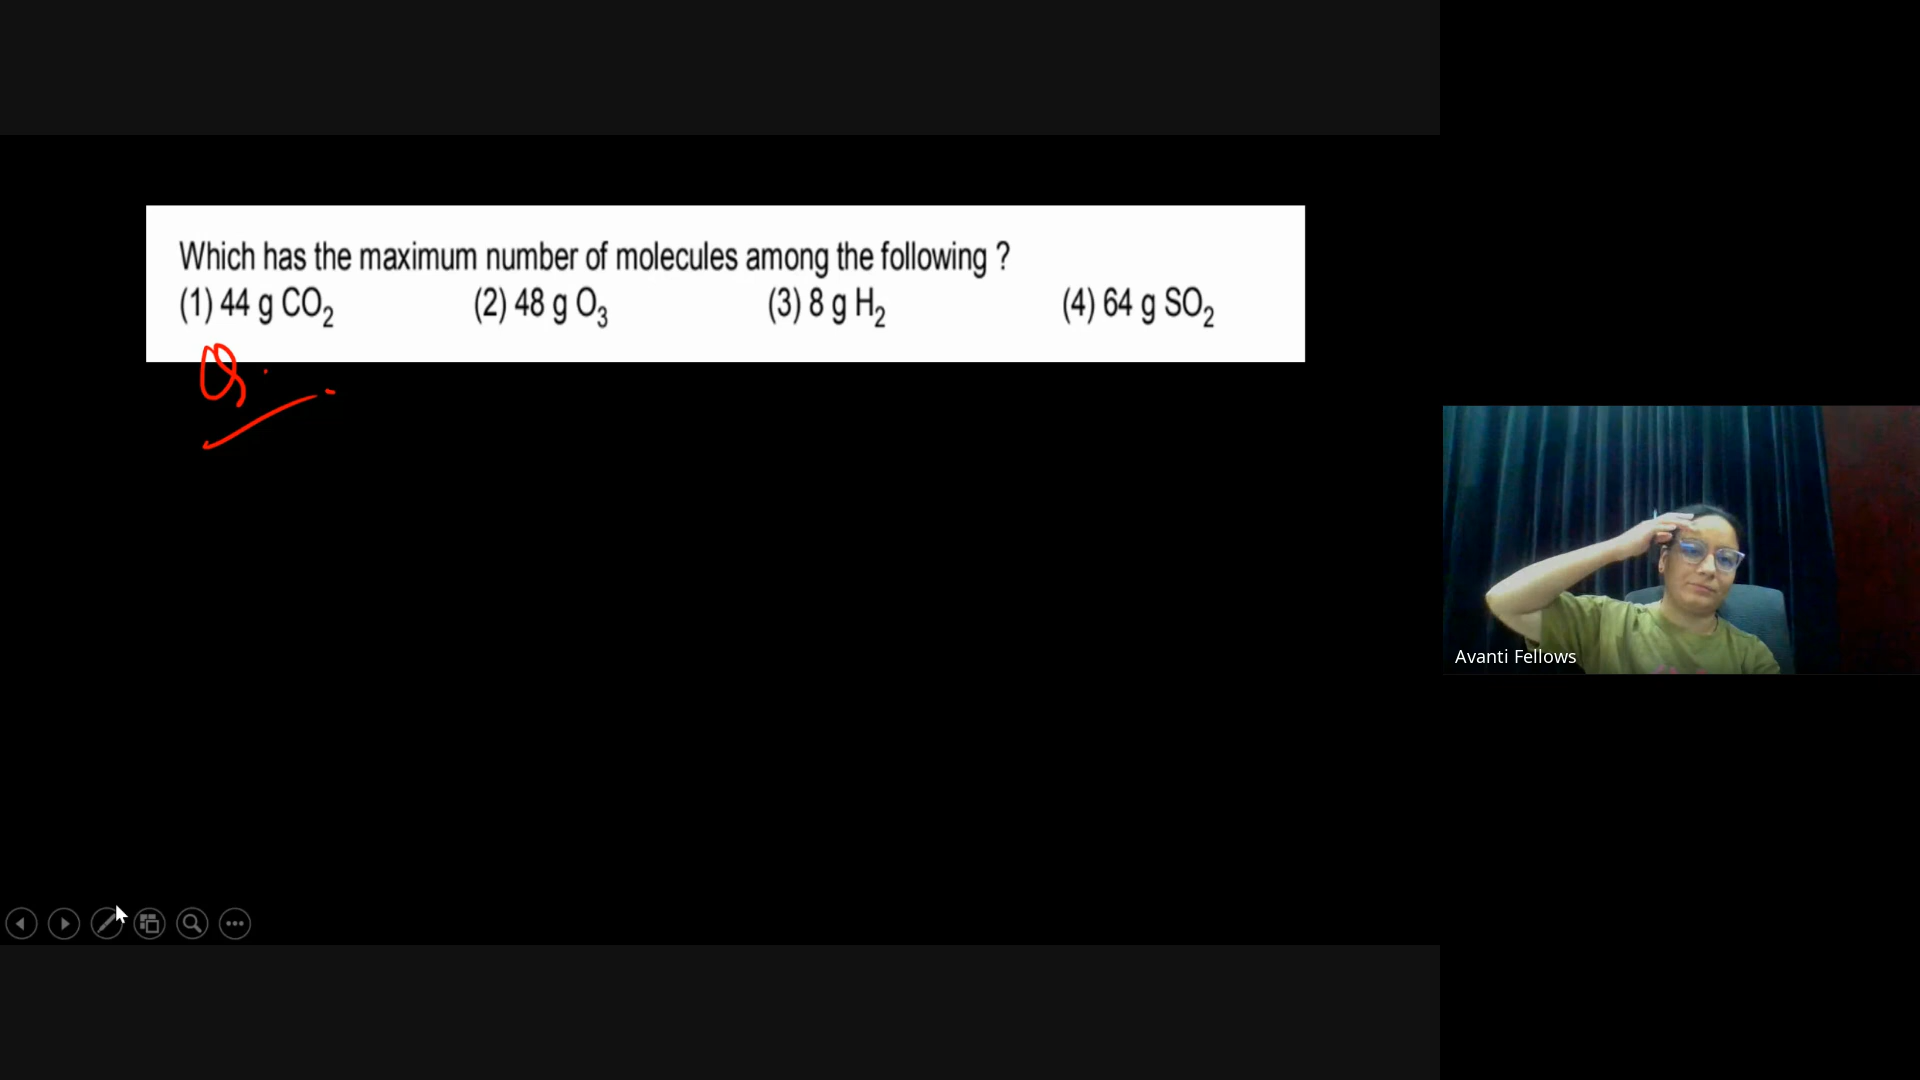 Which has the maximum number of molecules among the following ?
(1) 44 g CO₂ (2) 48 g O₃ (3) 8 g H₂ (4) 64 g SO₂
Q.
Avanti Fellows